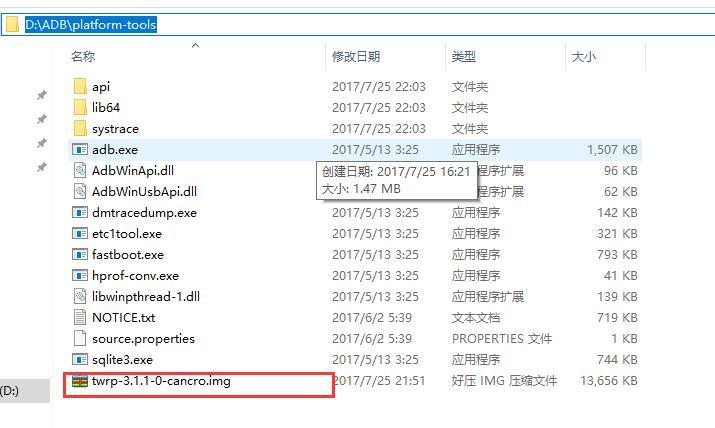 D:\ADB\platform-tools
名称 修改日期 类型 大小
api 2017/7/25 22:03 文件夹
lib64 2017/7/25 22:03 文件夹
systrace 2017/7/25 22:03 文件夹
adb.exe 2017/5/13 3:25 应用程序 1,507 KB
AdbWinApi.dll 程序扩展 96 KB
创建日期: 2017/7/25 16:21
大小: 1.47 MB
AdbWinUsbApi.dll 程序扩展 62 KB
dmtracedump.exe 2017/5/13 3:25 应用程序 142 KB
etc1tool.exe 2017/5/13 3:25 应用程序 321 KB
fastboot.exe 2017/5/13 3:25 应用程序 793 KB
hprof-conv.exe 2017/5/13 3:25 应用程序 41 KB
libwinpthread-1.dll 2017/5/13 3:25 应用程序扩展 139 KB
NOTICE.txt 2017/6/2 5:39 文本文档 719 KB
source.properties 2017/6/2 5:39 PROPERTIES 文件 1 KB
sqlite3.exe 2017/5/13 3:25 应用程序 744 KB
twrp-3.1.1-0-cancro.img 2017/7/25 21:51 好压 IMG 压缩文件 13,656 KB
(D:)